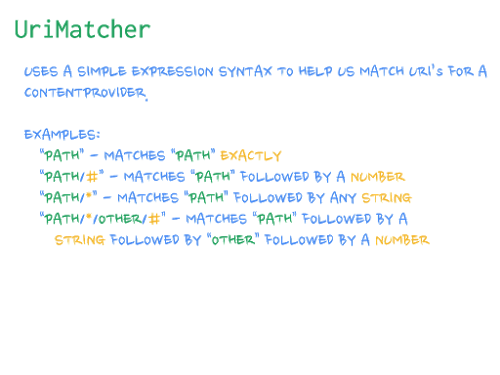 UriMatcher
USES A SIMPLE EXPRESSION SYNTAX TO HELP US MATCH URI'S FOR A
CONTENTPROVIDER.
EXAMPLES:
"PATH" – MATCHES "PATH" EXACTLY
"PATH/#" – MATCHES "PATH" FOLLOWED BY A NUMBER
"PATH/*" – MATCHES "PATH" FOLLOWED BY ANY STRING
"PATH/*/OTHER/#" – MATCHES "PATH" FOLLOWED BY A
STRING FOLLOWED BY "OTHER" FOLLOWED BY A NUMBER